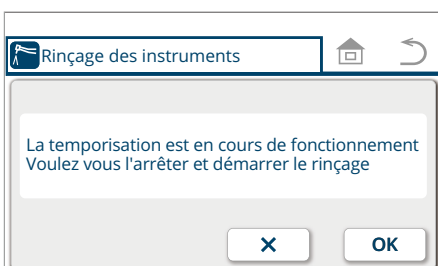 Rinçage des instruments
La temporisation est en cours de fonctionnement
Voulez vous l'arrêter et démarrer le rinçage
OK